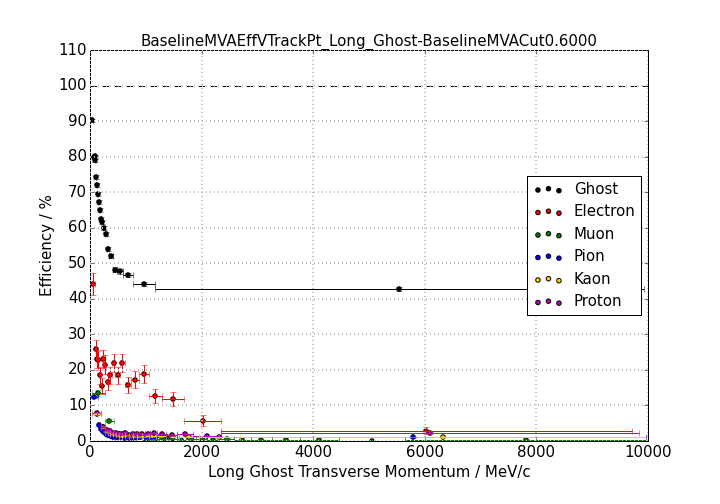 BaselineMVAEffVTrackPt_Long_Ghost-BaselineMVACut0.6000
110
100
90
80
70
60
50
40
30
20
10
0
Efficiency / %
Ghost
Electron
Muon
Pion
Kaon
Proton
0 2000 4000 6000 8000 10000
Long Ghost Transverse Momentum / MeV/c